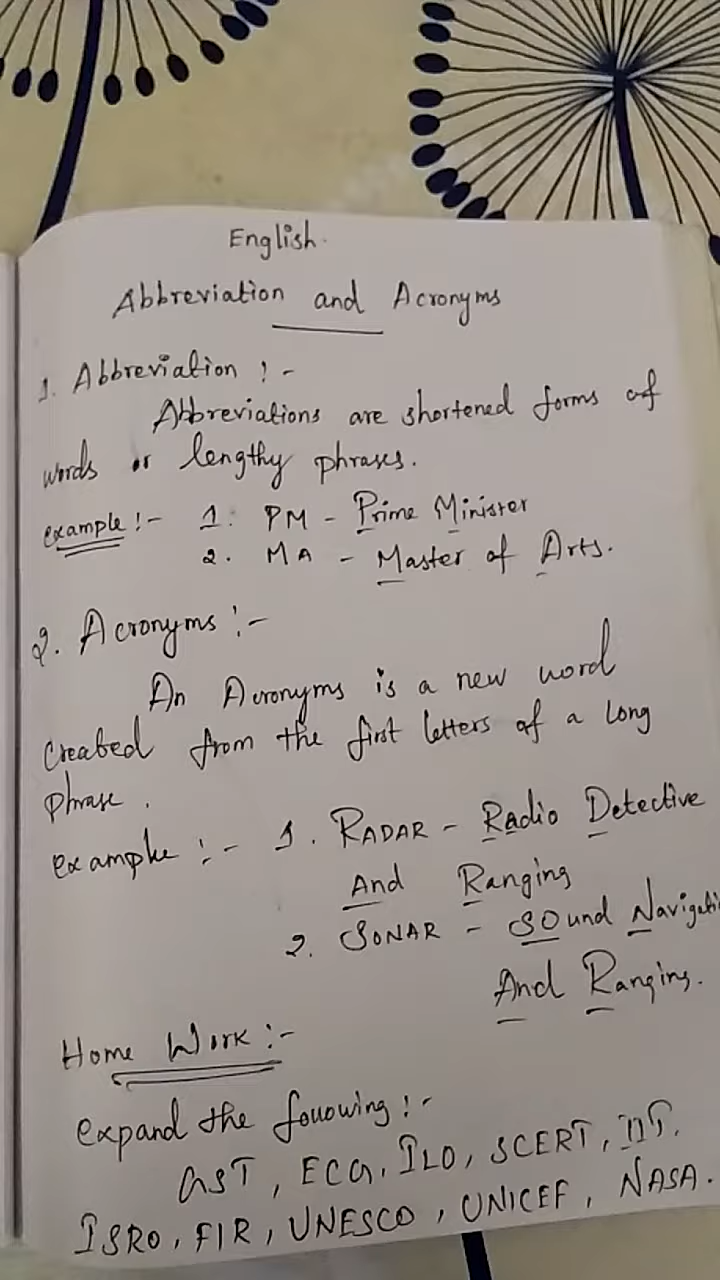 English.
Abbreviation and Acronyms
1. Abbreviation :-
Abbreviations are shortened forms of
words or lengthy phrases.
example :- 1. PM - Prime Minister
2. MA - Master of Arts.
2. Acronyms :-
An Acronyms is a new word
Created from the first letters of a long
phrase.
example :- 1. RADAR - Radio Detective
And Ranging
2. SONAR - SOund Navigati
And Ranging.
Home Work :-
expand the following :-
GST, ECG, ILO, SCERT, IIT,
ISRO, FIR, UNESCO, UNICEF, NASA.